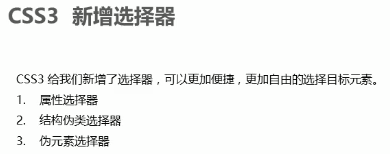 CSS3 新增选择器
CSS3 给我们新增了选择器，可以更加便捷，更加自由的选择目标元素。
1. 属性选择器
2. 结构伪类选择器
3. 伪元素选择器